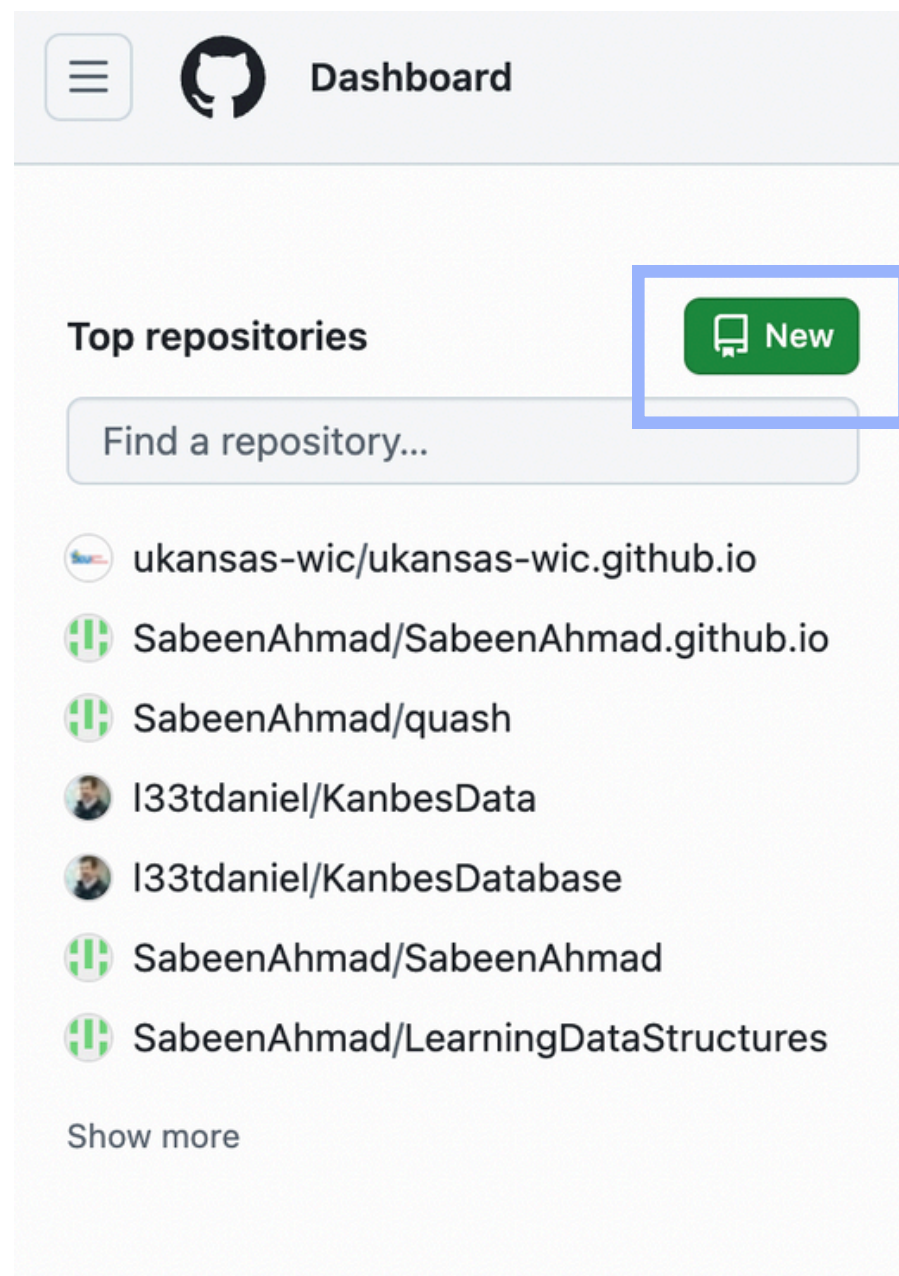 Dashboard
Top repositories
New
Find a repository...
ukansas-wic/ukansas-wic.github.io
SabeenAhmad/SabeenAhmad.github.io
SabeenAhmad/quash
l33tdaniel/KanbesData
l33tdaniel/KanbesDatabase
SabeenAhmad/SabeenAhmad
SabeenAhmad/LearningDataStructures
Show more